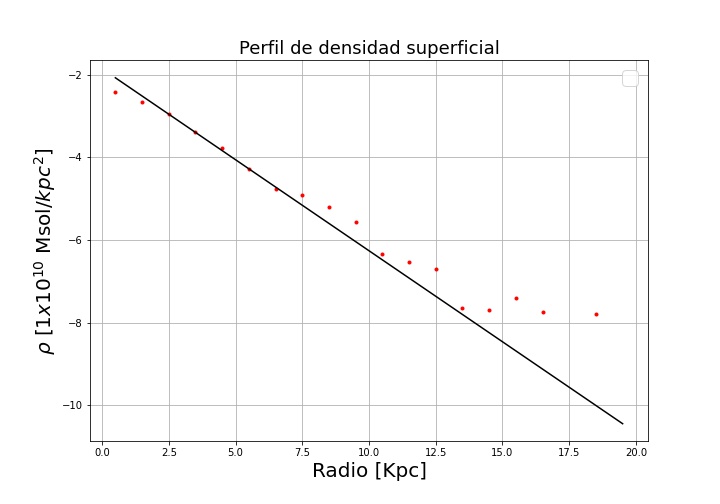 Perfil de densidad superficial
−2
−4
−6
−8
−10
ρ [1x10¹⁰ Msol/kpc²]
0.0 2.5 5.0 7.5 10.0 12.5 15.0 17.5 20.0
Radio [Kpc]